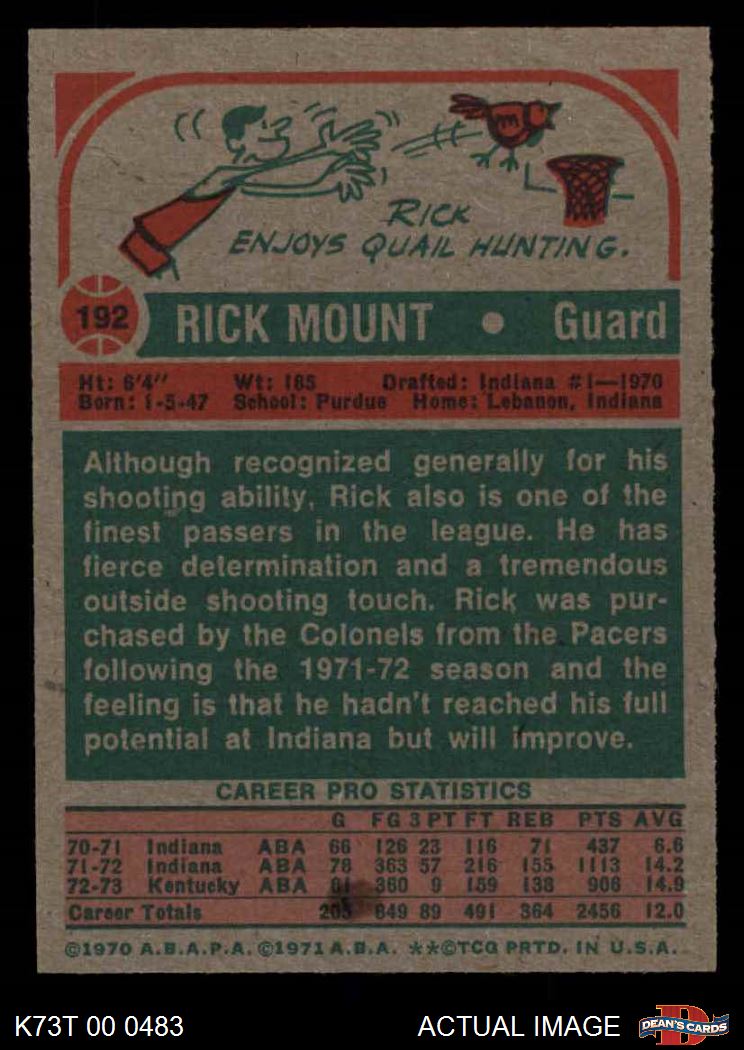 RICK
ENJOYS QUAIL HUNTING.
192 RICK MOUNT • Guard
Ht: 6'4" Wt: 185 Drafted: Indiana #1—1970
Born: 1-5-47 School: Purdue Home: Lebanon, Indiana
Although recognized generally for his
shooting ability, Rick also is one of the
finest passers in the league. He has
fierce determination and a tremendous
outside shooting touch. Rick was pur-
chased by the Colonels from the Pacers
following the 1971-72 season and the
feeling is that he hadn't reached his full
potential at Indiana but will improve.
CAREER PRO STATISTICS
G FG 3 PT FT REB PTS AVG
70-71 Indiana ABA 66 126 23 116 71 437 6.6
71-72 Indiana ABA 78 363 57 216 155 1113 14.2
72-73 Kentucky ABA 61 360 9 159 138 906 14.9
Career Totals 205 849 89 491 364 2456 12.0
©1970 A.B.A.P.A. ©1971 A.B.A. **©TCG PRTD. IN U.S.A.
K73T 00 0483 ACTUAL IMAGE DEAN'S CARDS